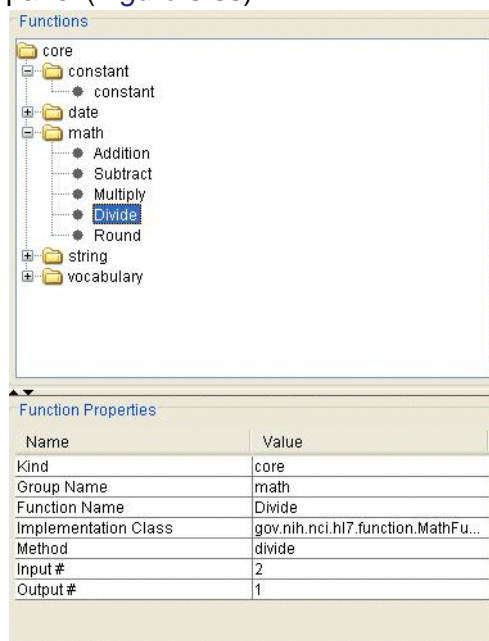 Functions
core
constant
constant
date
math
Addition
Subtract
Multiply
Divide
Round
string
vocabulary
Function Properties
Name Value
Kind core
Group Name math
Function Name Divide
Implementation Class gov.nih.nci.hl7.function.MathFu...
Method divide
Input # 2
Output # 1